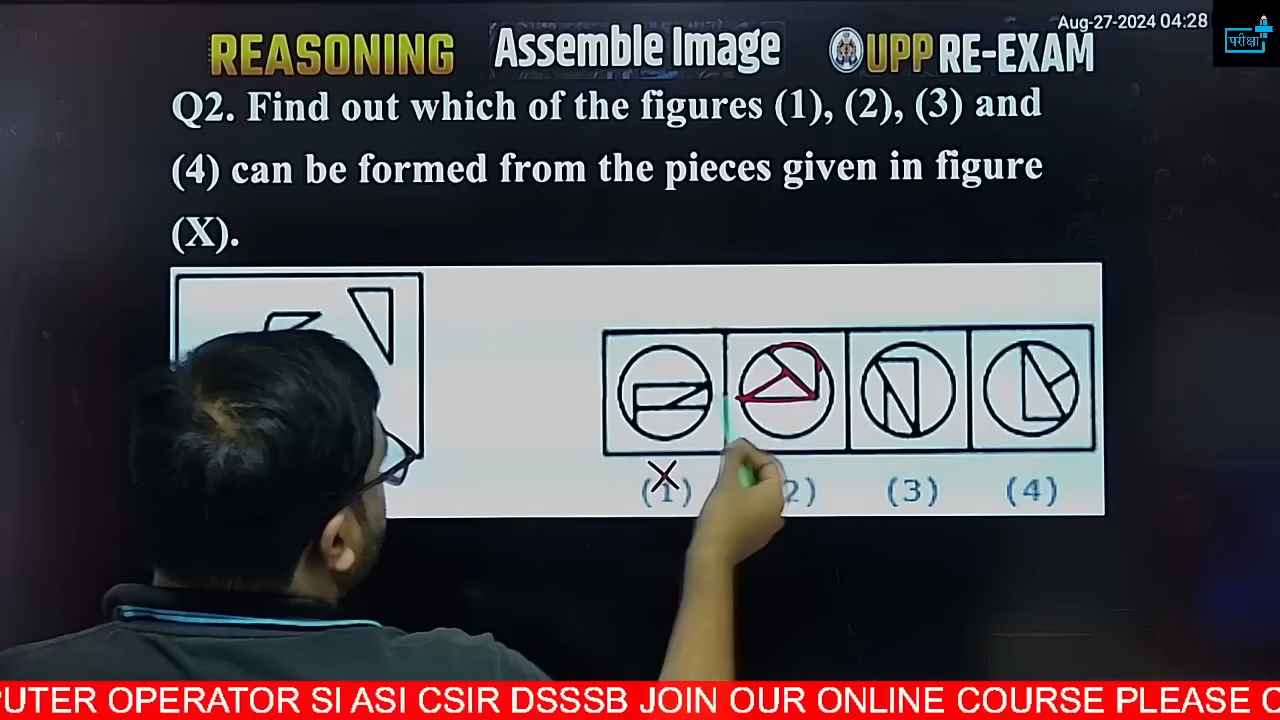 Aug-27-2024 04:28
परीक्षा
REASONING Assemble Image UPP RE-EXAM
Q2. Find out which of the figures (1), (2), (3) and
(4) can be formed from the pieces given in figure
(X).
(1) 2) (3) (4)
PUTER OPERATOR SI ASI CSIR DSSSB JOIN OUR ONLINE COURSE PLEASE